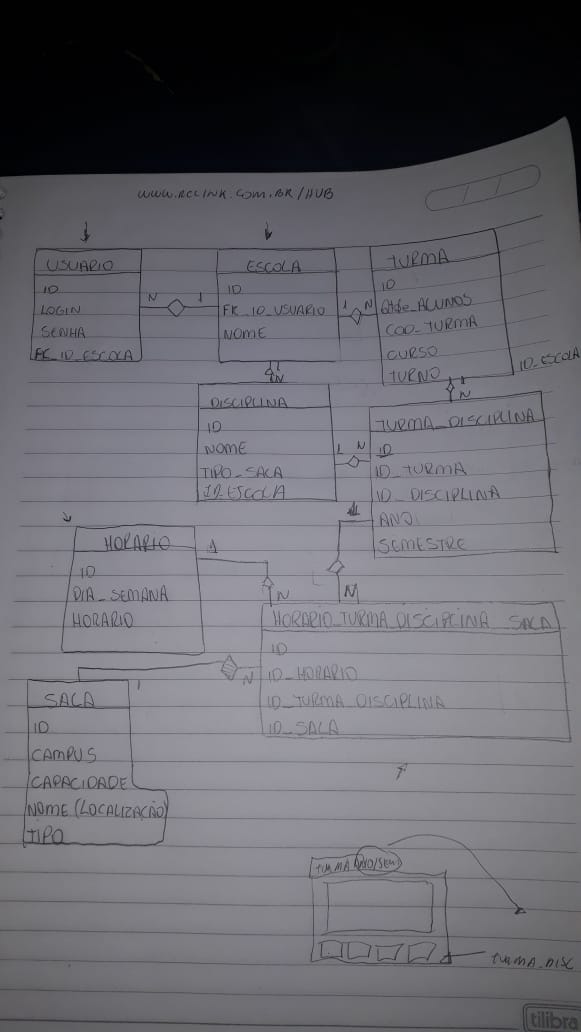 www.rclink.com.br/HUB
USUARIO
ID
LOGIN
SENHA
FK_ID_ESCOLA
N 1
ESCOLA
ID
FK_ID_USUARIO
NOME
1 N
TURMA
ID
Qtde_ALUNOS
COD_TURMA
CURSO
TURNO
ID_ESCOLA
N
DISCIPLINA
ID
NOME
TIPO_SALA
ID_ESCOLA
1 N
N
TURMA_DISCIPLINA
ID
ID_TURMA
ID_DISCIPLINA
ANO
SEMESTRE
HORARIO
ID
DIA_SEMANA
HORARIO
1
N
1
N
HORARIO_TURMA_DISCIPLINA_SALA
ID
ID_HORARIO
ID_TURMA_DISCIPLINA
ID_SALA
1
N
SALA
ID
CAMPUS
CAPACIDADE
NOME (LOCALIZAÇÃO)
TIPO
TURMA ANO/SEM
TURMA_DISC
tilibra